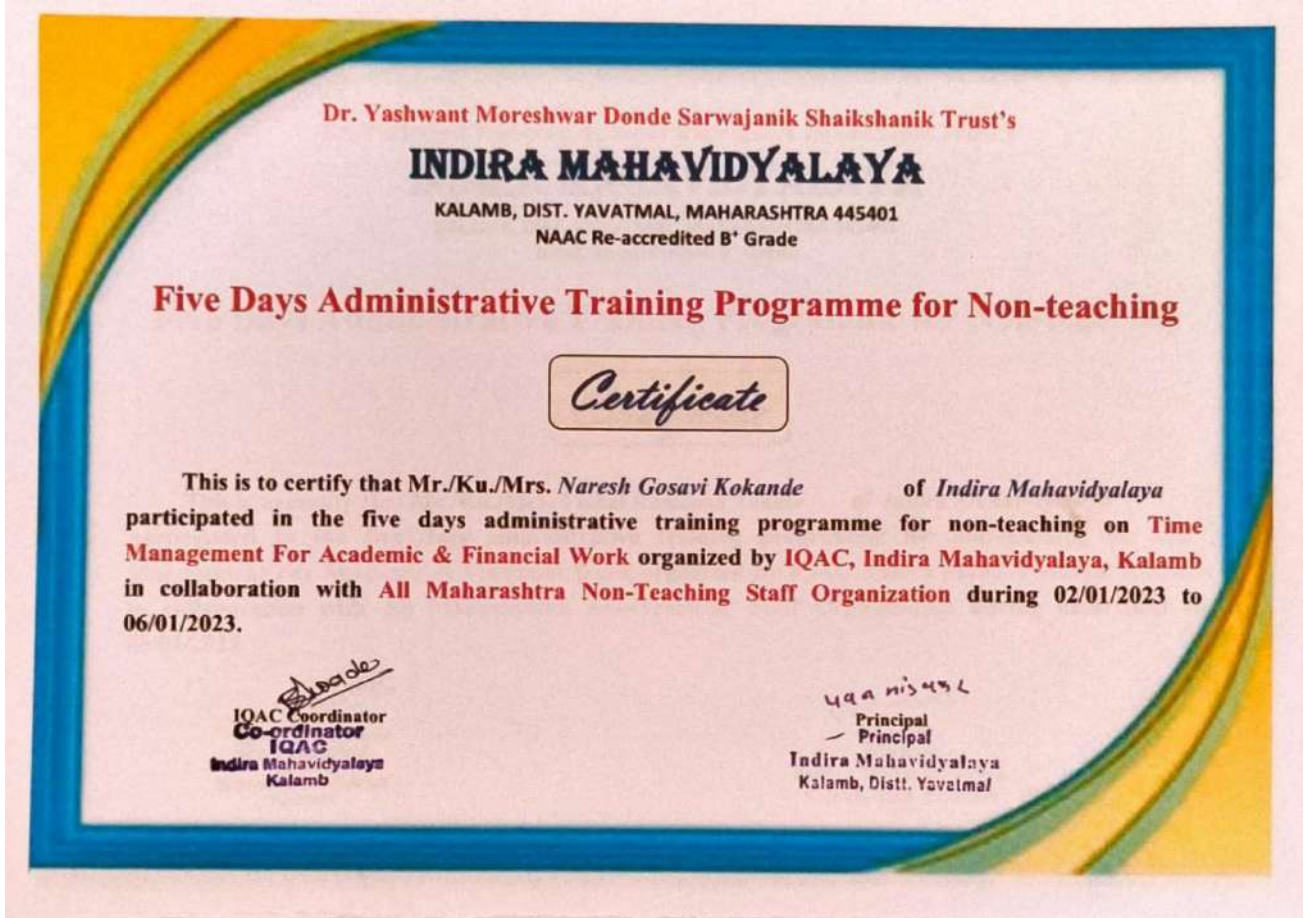 Dr. Yashwant Moreshwar Donde Sarwajanik Shaikshanik Trust's
INDIRA MAHAVIDYALAYA
KALAMB, DIST. YAVATMAL, MAHARASHTRA 445401
NAAC Re-accredited B⁺ Grade
Five Days Administrative Training Programme for Non-teaching
Certificate
This is to certify that Mr./Ku./Mrs. Naresh Gosavi Kokande of Indira Mahavidyalaya
participated in the five days administrative training programme for non-teaching on Time
Management For Academic & Financial Work organized by IQAC, Indira Mahavidyalaya, Kalamb
in collaboration with All Maharashtra Non-Teaching Staff Organization during 02/01/2023 to
06/01/2023.
IQAC Coordinator
Co-ordinator
IQAC
Indira Mahavidyalaya
Kalamb
Principal
Principal
Indira Mahavidyalaya
Kalamb, Distt. Yavatmal